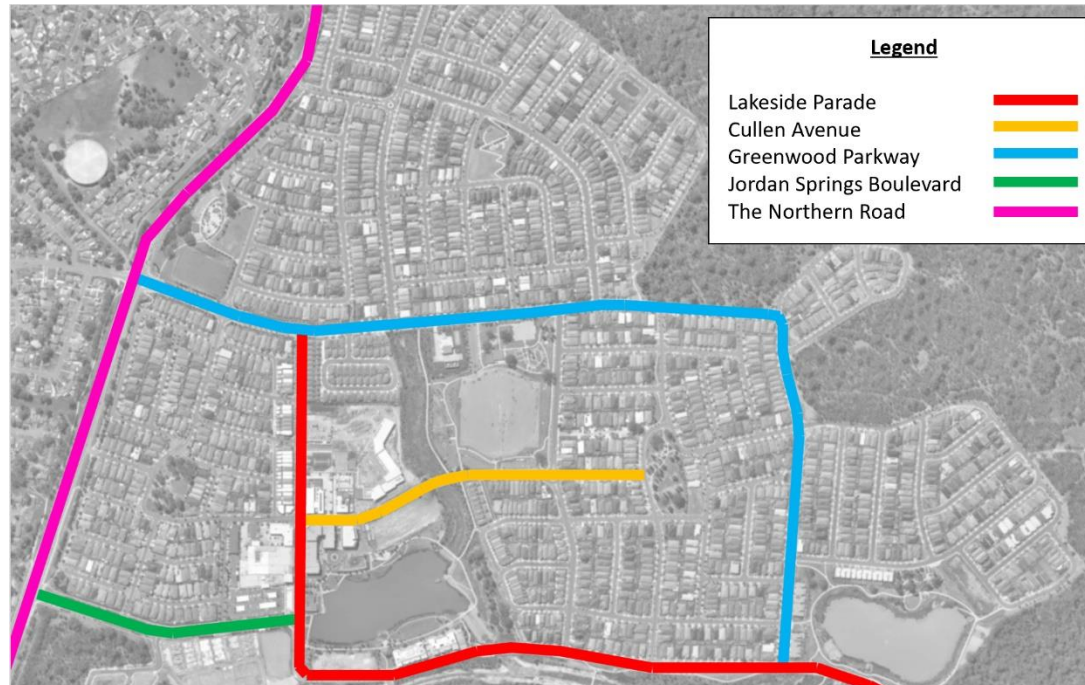 Legend
Lakeside Parade
Cullen Avenue
Greenwood Parkway
Jordan Springs Boulevard
The Northern Road